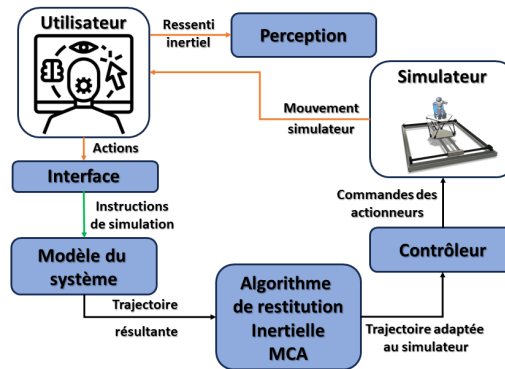 Utilisateur
Ressenti
inertiel
Perception
Simulateur
Mouvement
simulateur
Actions
Interface
Instructions
de simulation
Commandes des
actionneurs
Modèle du
système
Contrôleur
Algorithme
de restitution
Inertielle
MCA
Trajectoire
résultante
Trajectoire adaptée
au simulateur